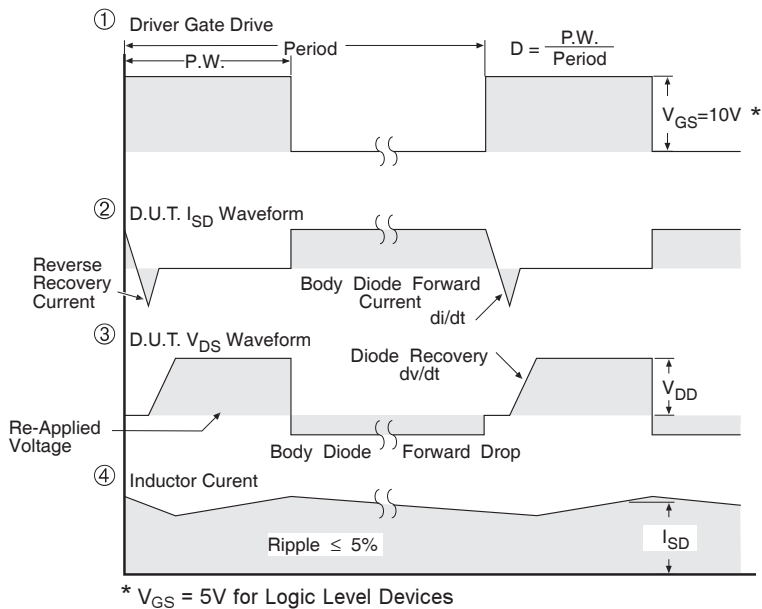 ① Driver Gate Drive
Period
P.W.
D = P.W. / Period
V_GS=10V *
② D.U.T. I_SD Waveform
Reverse
Recovery
Current
Body Diode Forward
Current
di/dt
③ D.U.T. V_DS Waveform
Diode Recovery
dv/dt
V_DD
Re-Applied
Voltage
Body Diode Forward Drop
④ Inductor Curent
Ripple ≤ 5%
I_SD
* V_GS = 5V for Logic Level Devices